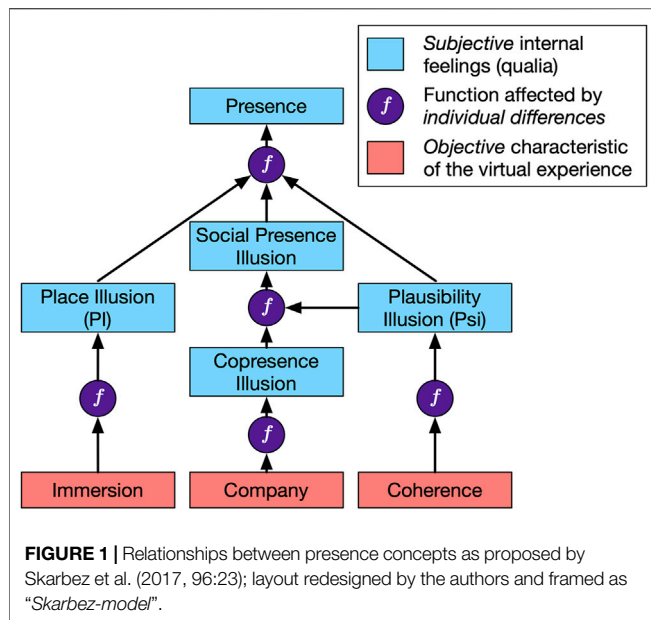 Subjective internal
feelings (qualia)
Function affected by
individual differences
Objective characteristic
of the virtual experience
Presence
f
f
Social Presence
Illusion
Place Illusion
(PI)
f
Plausibility
Illusion (Psi)
Copresence
Illusion
f
f
f
Immersion
Company
Coherence
FIGURE 1 | Relationships between presence concepts as proposed by
Skarbez et al. (2017, 96:23); layout redesigned by the authors and framed as
“Skarbez-model”.